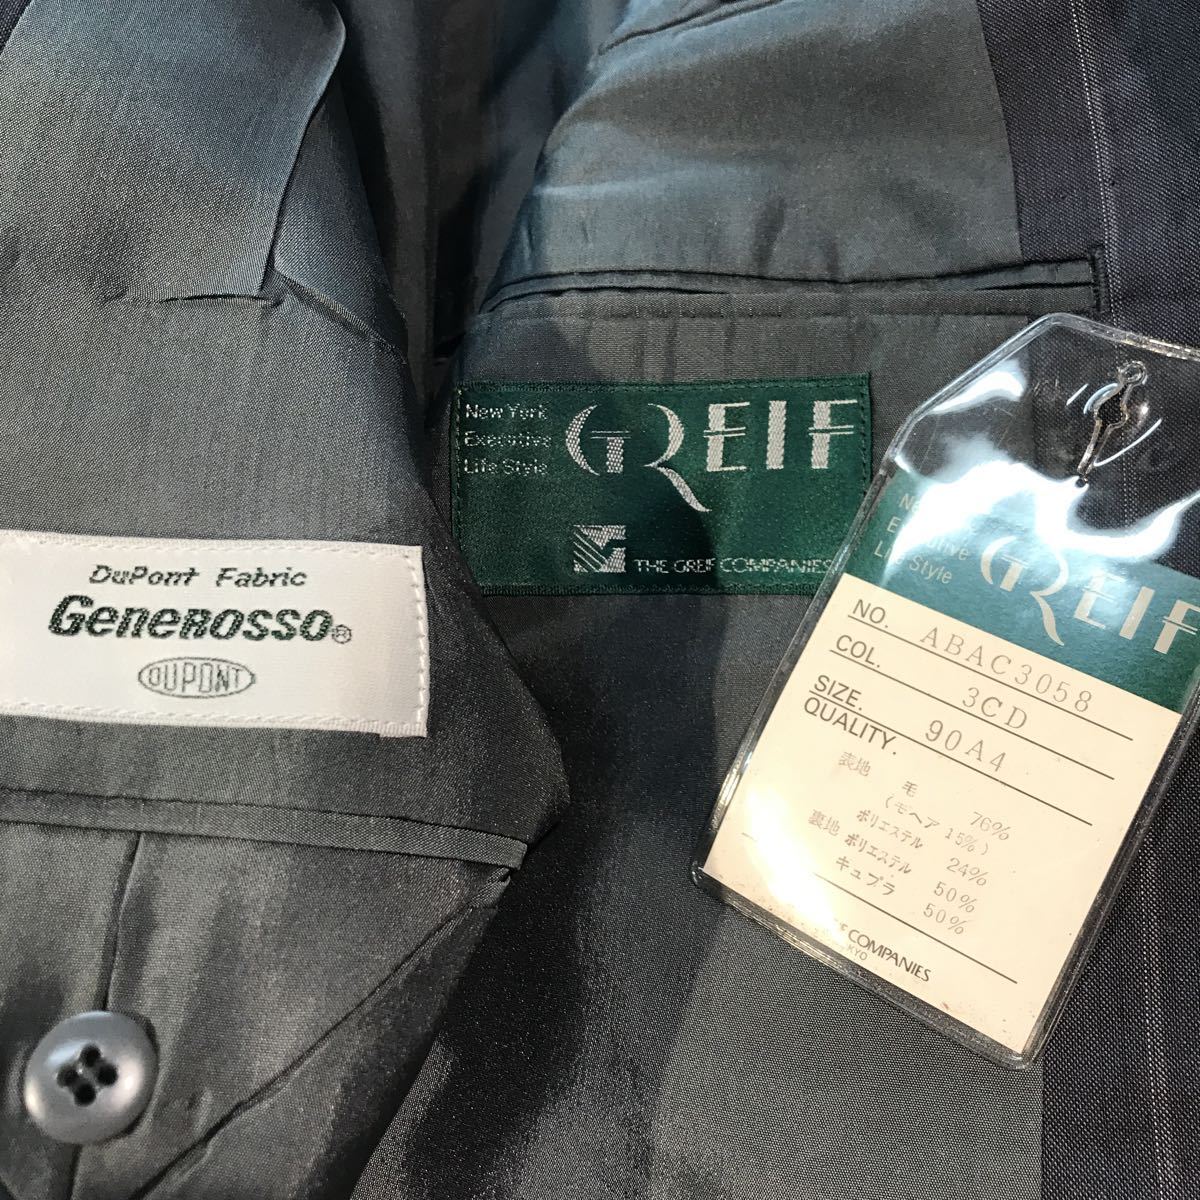 DuPont Fabric
GENEROSSO®
DUPONT
New York
Executive
Life Style
GREIF
THE GREIF COMPANIES
Life Style
GREIF
NO. ABAC3058
COL. 3CD
SIZE. 90A4
QUALITY.
表地 毛 76%
(モヘア 15%)
ポリエステル 24%
裏地 ポリエステル 50%
キュプラ 50%
COMPANIES